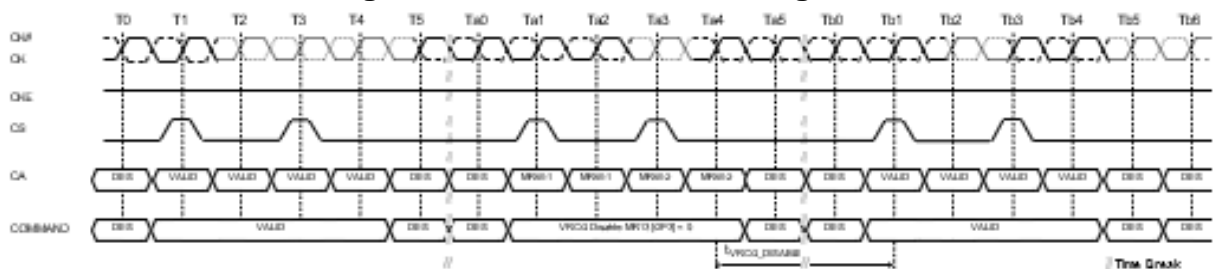 T0 T1 T2 T3 T4 T5 Ta0 Ta1 Ta2 Ta3 Ta4 Ta5 Tb0 Tb1 Tb2 Tb3 Tb4 Tb5 Tb6
CK#
CK
CKE
CS
CA DES VALID VALID VALID VALID DES DES MRW-1 MRW-1 MRW-2 MRW-2 DES DES VALID VALID VALID VALID DES DES
COMMAND DES VALID DES DES VRCG Disable MR13 [OP3] = 0 DES DES VALID DES DES
tVRCG_DISABLE
Time Break